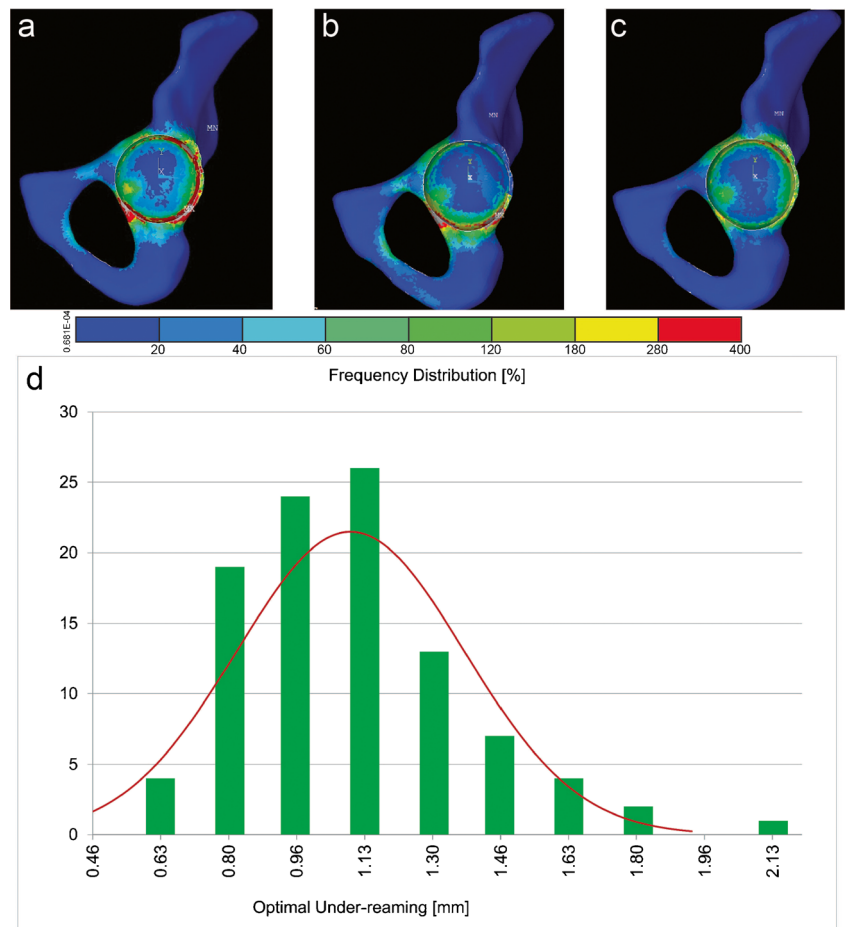 a b c
MN MN MN
Y Y Y
X X X
MX MX
0.681E-04 20 40 60 80 120 180 280 400
d
Frequency Distribution [%]
30
25
20
15
10
5
0
0.46 0.63 0.80 0.96 1.13 1.30 1.46 1.63 1.80 1.96 2.13
Optimal Under-reaming [mm]